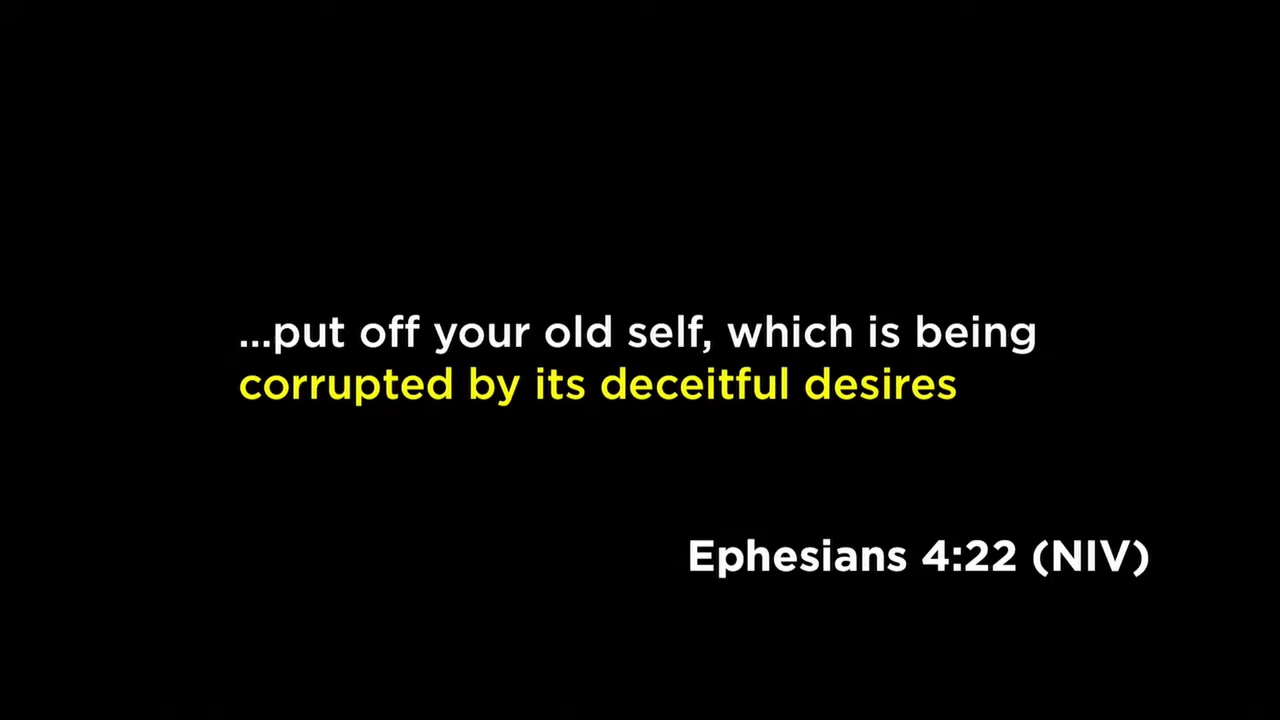 ...put off your old self, which is being
corrupted by its deceitful desires
Ephesians 4:22 (NIV)